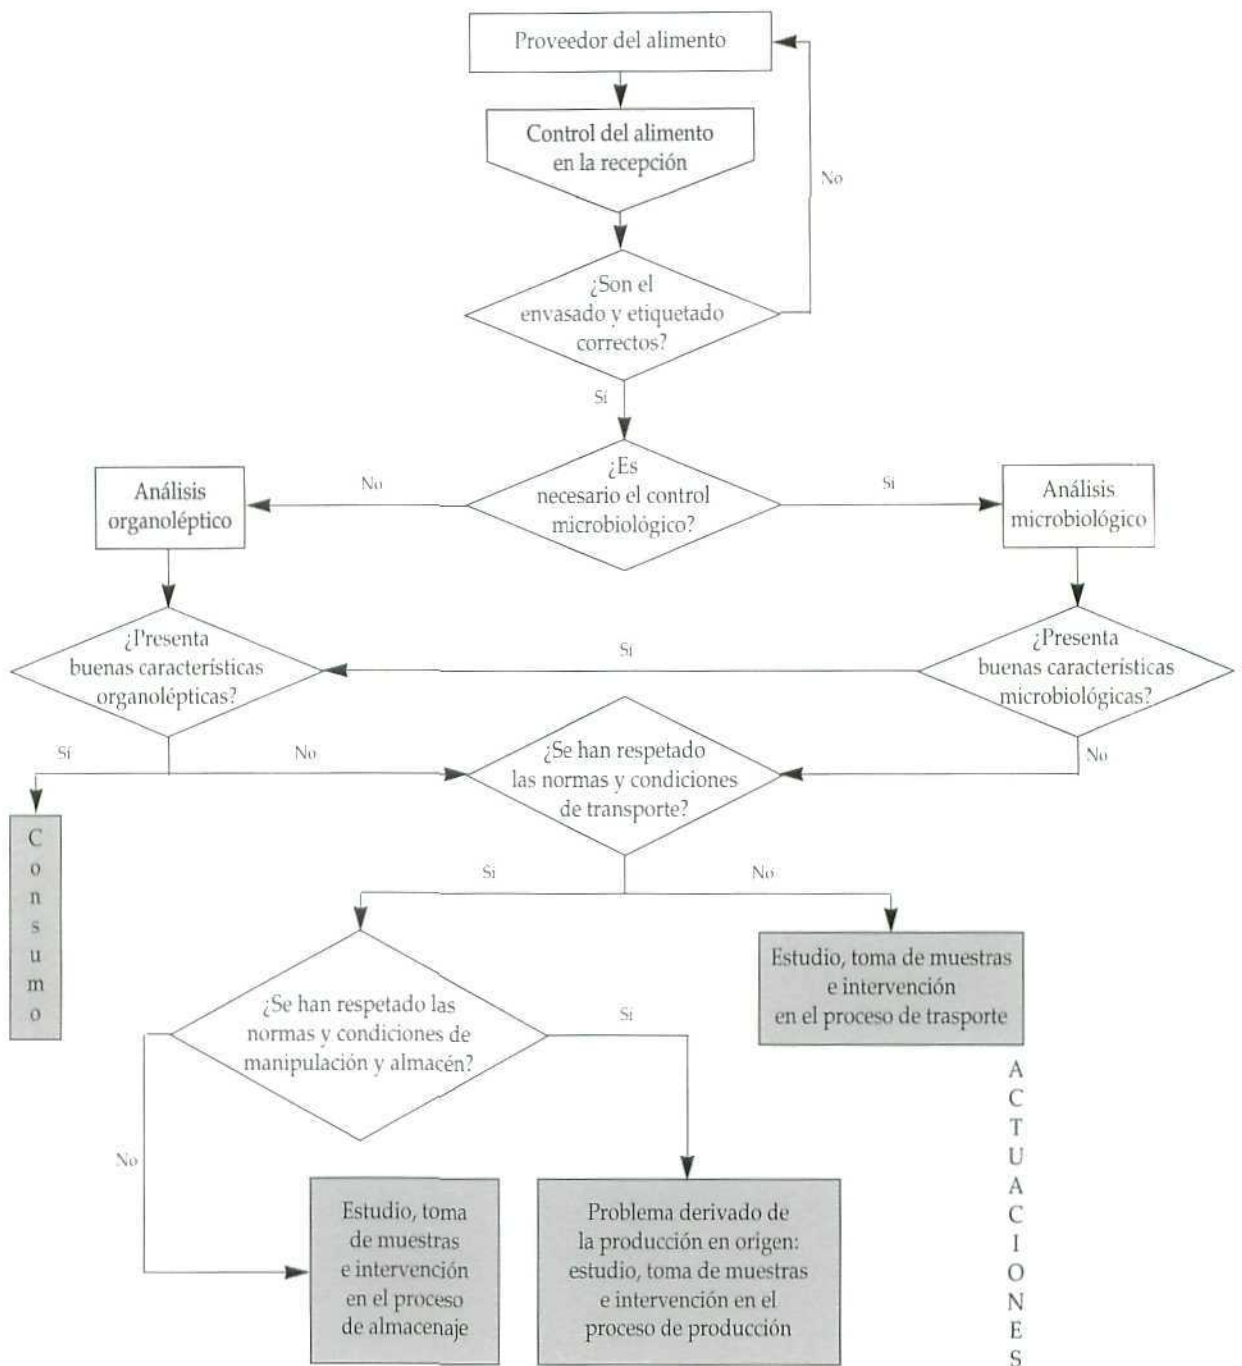 Proveedor del alimento
Control del alimento
en la recepción
No
¿Son el
envasado y etiquetado
correctos?
Sí
¿Es
necesario el control
microbiológico?
No
Si
Análisis
organoléptico
Análisis
microbiológico
¿Presenta
buenas características
organolépticas?
Sí
¿Presenta
buenas características
microbiológicas?
Sí
No
¿Se han respetado
las normas y condiciones
de transporte?
No
Si
No
Consumo
¿Se han respetado las
normas y condiciones de
manipulación y almacén?
Sí
Estudio, toma de muestras
e intervención
en el proceso de trasporte
No
Estudio, toma
de muestras
e intervención
en el proceso
de almacenaje
Problema derivado de
la producción en origen:
estudio, toma de muestras
e intervención en el
proceso de producción
ACTUACIONES